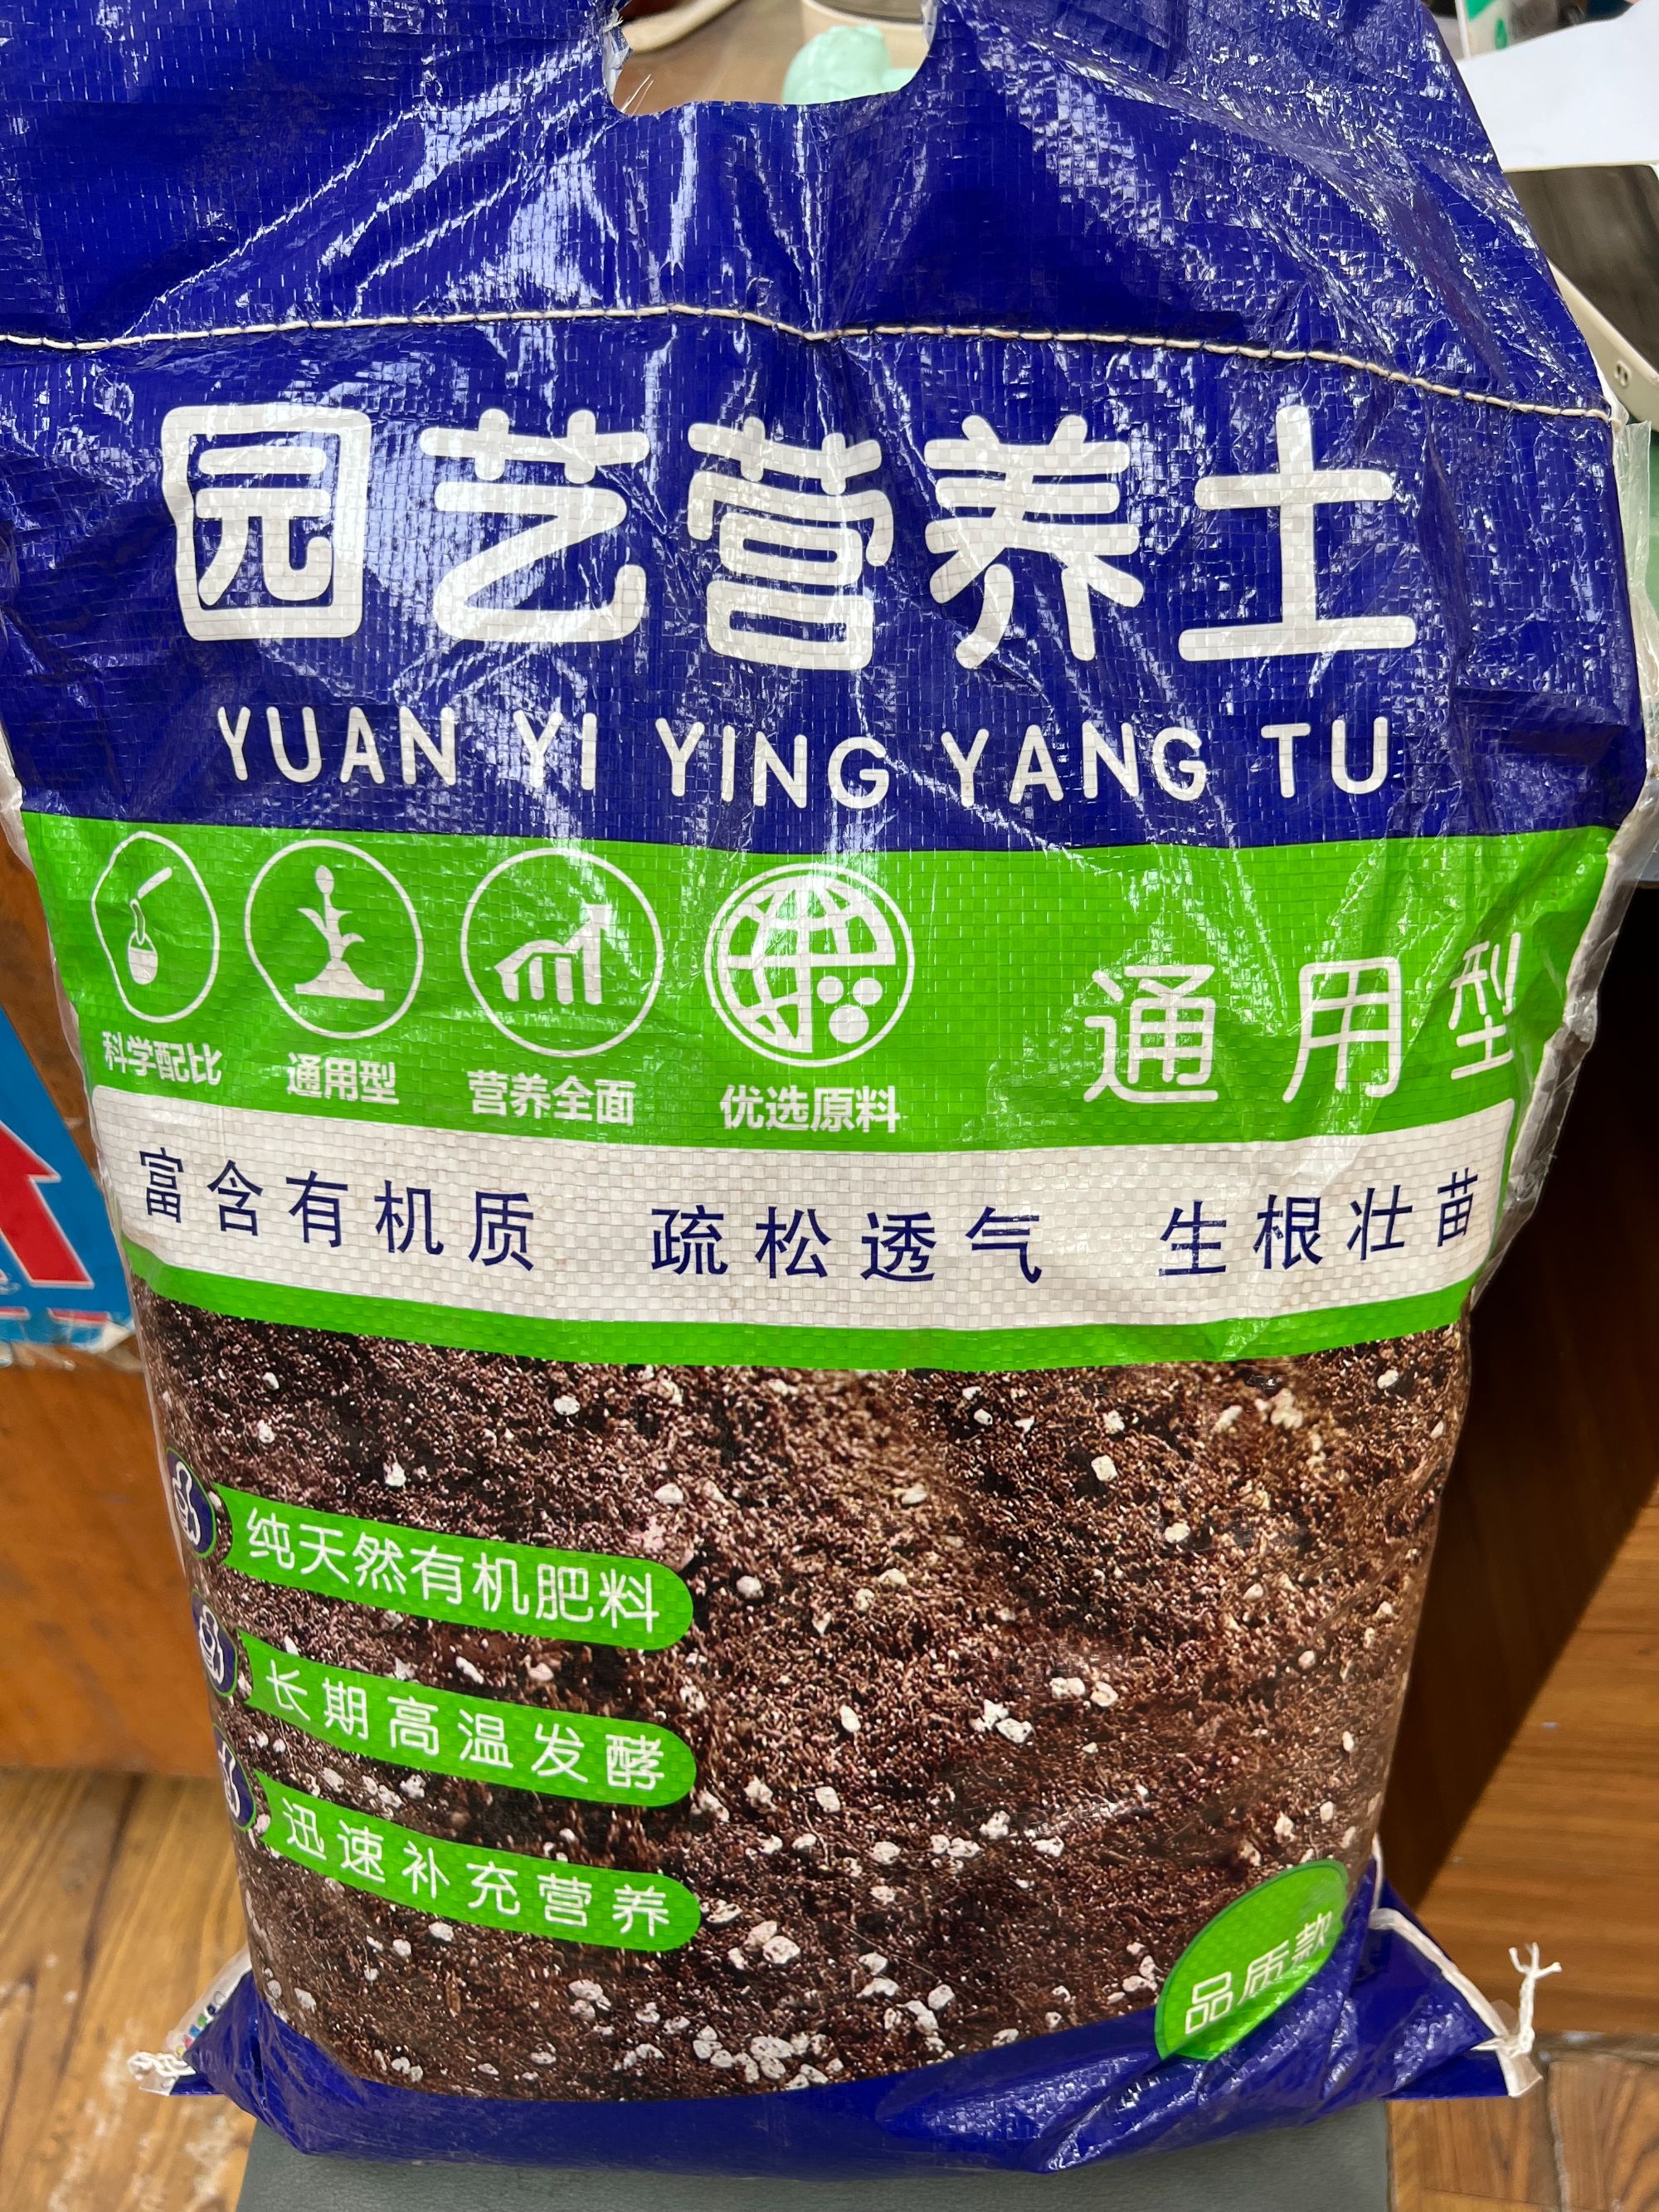 园艺营养土
YUAN YI YING YANG TU
科学配比 通用型 营养全面 优选原料
通用型
富含有机质 疏松透气 生根壮苗
纯天然有机肥料
长期高温发酵
迅速补充营养
品质款